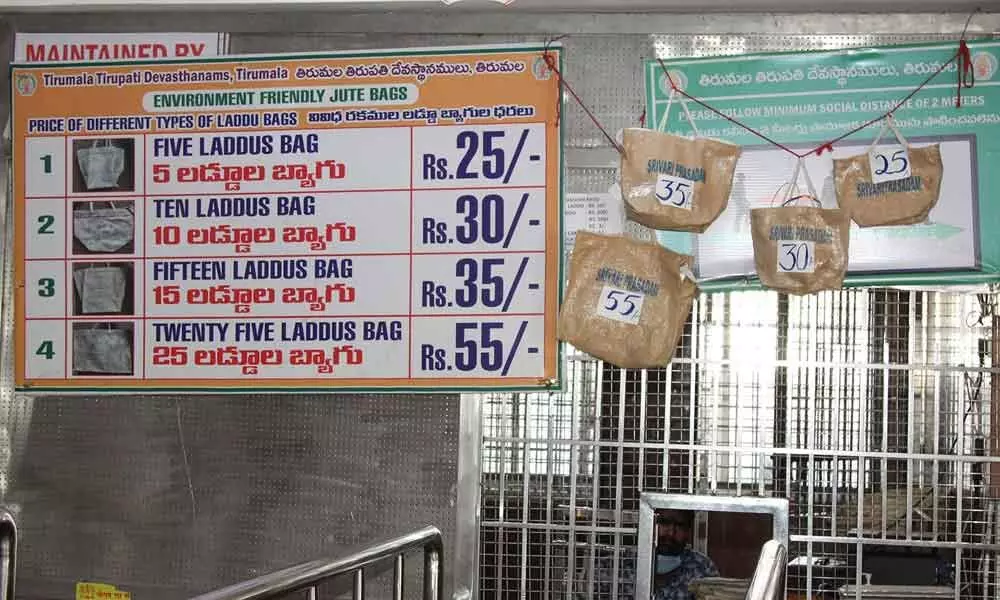 MAINTAINED BY
Tirumala Tirupati Devasthanams, Tirumala తిరుమల తిరుపతి దేవస్థానములు, తిరుమల
ENVIRONMENT FRIENDLY JUTE BAGS
PRICE OF DIFFERENT TYPES OF LADDU BAGS వివిధ రకముల లడ్డూ బ్యాగుల ధరలు
1 FIVE LADDUS BAG
5 లడ్డూల బ్యాగు
Rs.25/-
2 TEN LADDUS BAG
10 లడ్డూల బ్యాగు
Rs.30/-
3 FIFTEEN LADDUS BAG
15 లడ్డూల బ్యాగు
Rs.35/-
4 TWENTY FIVE LADDUS BAG
25 లడ్డూల బ్యాగు
Rs.55/-
తిరుమల తిరుపతి దేవస్థానములు, తిరుమల
PLEASE FOLLOW MINIMUM SOCIAL DISTANCE OF 2 METERS
SRIVARI PRASADAM
35
SRIVARI PRASADAM
25
SRIVARI PRASADAM
30
SRIVARI PRASADAM
55